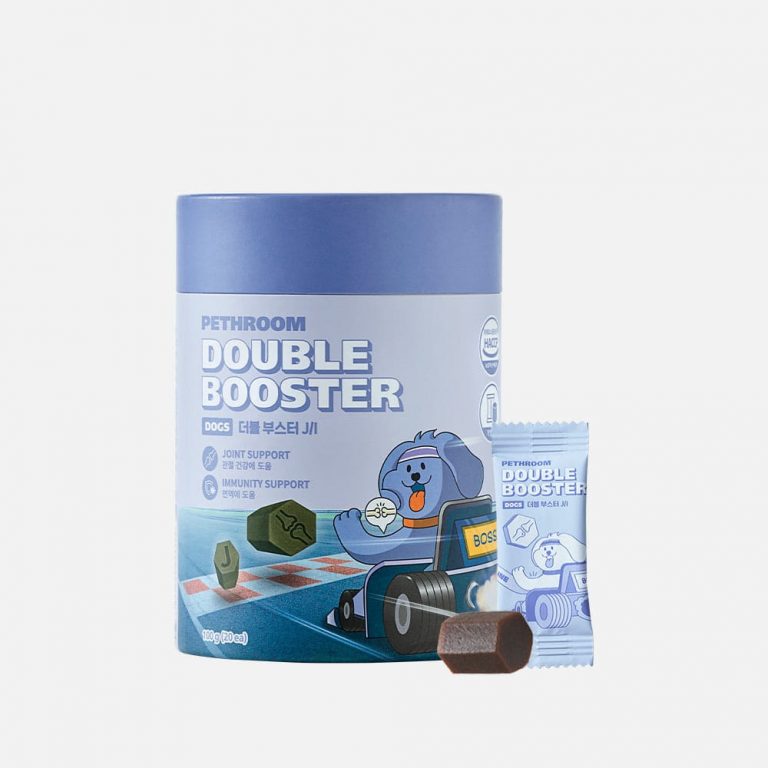 PETHROOM
DOUBLE
BOOSTER
DOGS 더블 부스터 J/I
JOINT SUPPORT
관절 건강에 도움
IMMUNITY SUPPORT
면역에 도움
HACCP
J
BOSS
100 g (20 ea)
PETHROOM
DOUBLE
BOOSTER
DOGS 더블 부스터 J/I